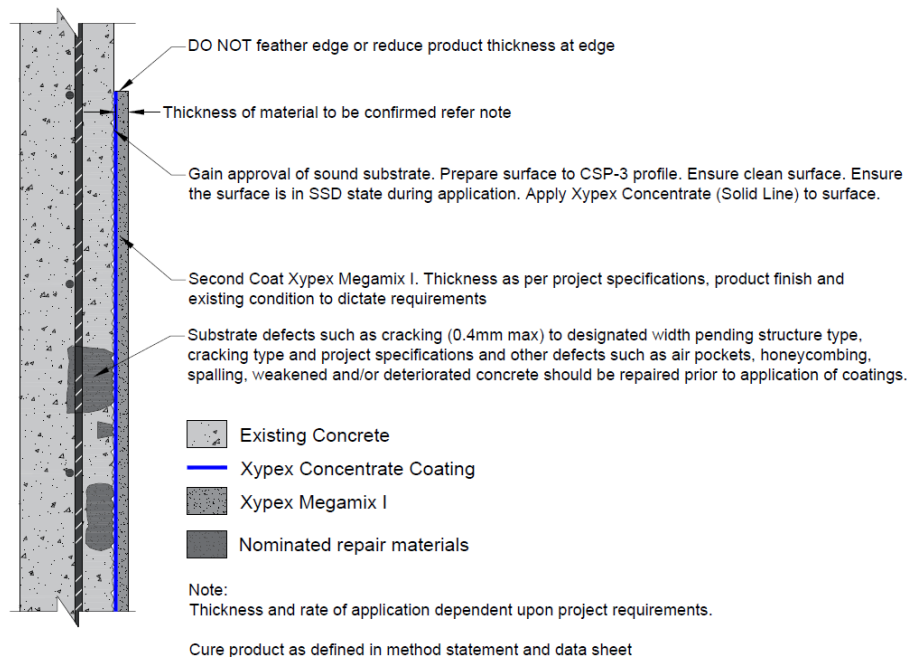 DO NOT feather edge or reduce product thickness at edge
Thickness of material to be confirmed refer note
Gain approval of sound substrate. Prepare surface to CSP-3 profile. Ensure clean surface. Ensure
the surface is in SSD state during application. Apply Xypex Concentrate (Solid Line) to surface.
Second Coat Xypex Megamix I. Thickness as per project specifications, product finish and
existing condition to dictate requirements
Substrate defects such as cracking (0.4mm max) to designated width pending structure type,
cracking type and project specifications and other defects such as air pockets, honeycombing,
spalling, weakened and/or deteriorated concrete should be repaired prior to application of coatings.
Existing Concrete
Xypex Concentrate Coating
Xypex Megamix I
Nominated repair materials
Note:
Thickness and rate of application dependent upon project requirements.
Cure product as defined in method statement and data sheet